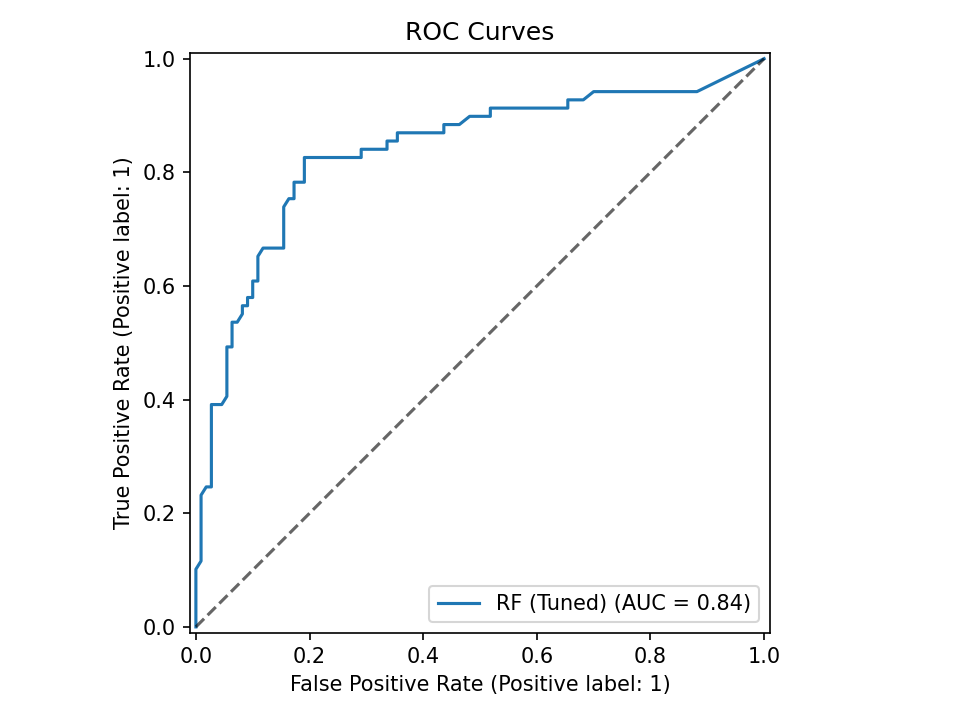 ROC Curves
1.0
0.8
0.6
0.4
0.2
0.0
True Positive Rate (Positive label: 1)
RF (Tuned) (AUC = 0.84)
0.0 0.2 0.4 0.6 0.8 1.0
False Positive Rate (Positive label: 1)